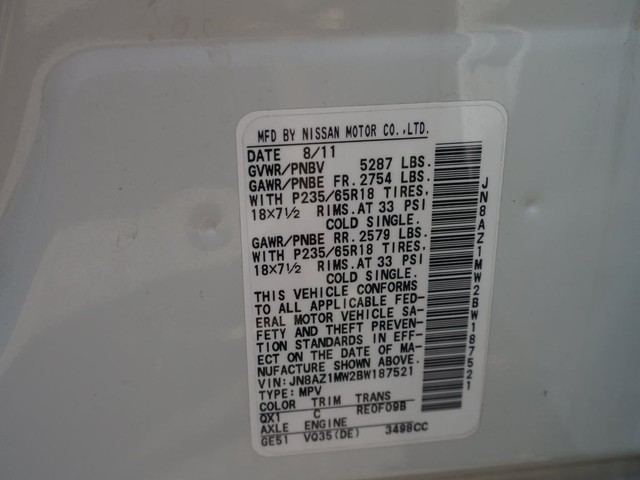 MFD BY NISSAN MOTOR CO.,LTD.
DATE 8/11
GVWR/PNBV 5287 LBS.
GAWR/PNBE FR. 2754 LBS.
WITH P235/65R18 TIRES,
18×7½ RIMS.AT 33 PSI
COLD SINGLE.
GAWR/PNBE RR. 2579 LBS.
WITH P235/65R18 TIRES,
18×7½ RIMS.AT 33 PSI
COLD SINGLE.
THIS VEHICLE CONFORMS
TO ALL APPLICABLE FED-
ERAL MOTOR VEHICLE SA-
FETY AND THEFT PREVEN-
TION STANDARDS IN EFF-
ECT ON THE DATE OF MA-
NUFACTURE SHOWN ABOVE.
VIN:JN8AZ1MW2BW187521
TYPE:MPV
COLOR TRIM TRANS
QX1 C RE0F09B
AXLE ENGINE
GE51 VQ35(DE) 3498CC
JN8AZ1MW2BW187521